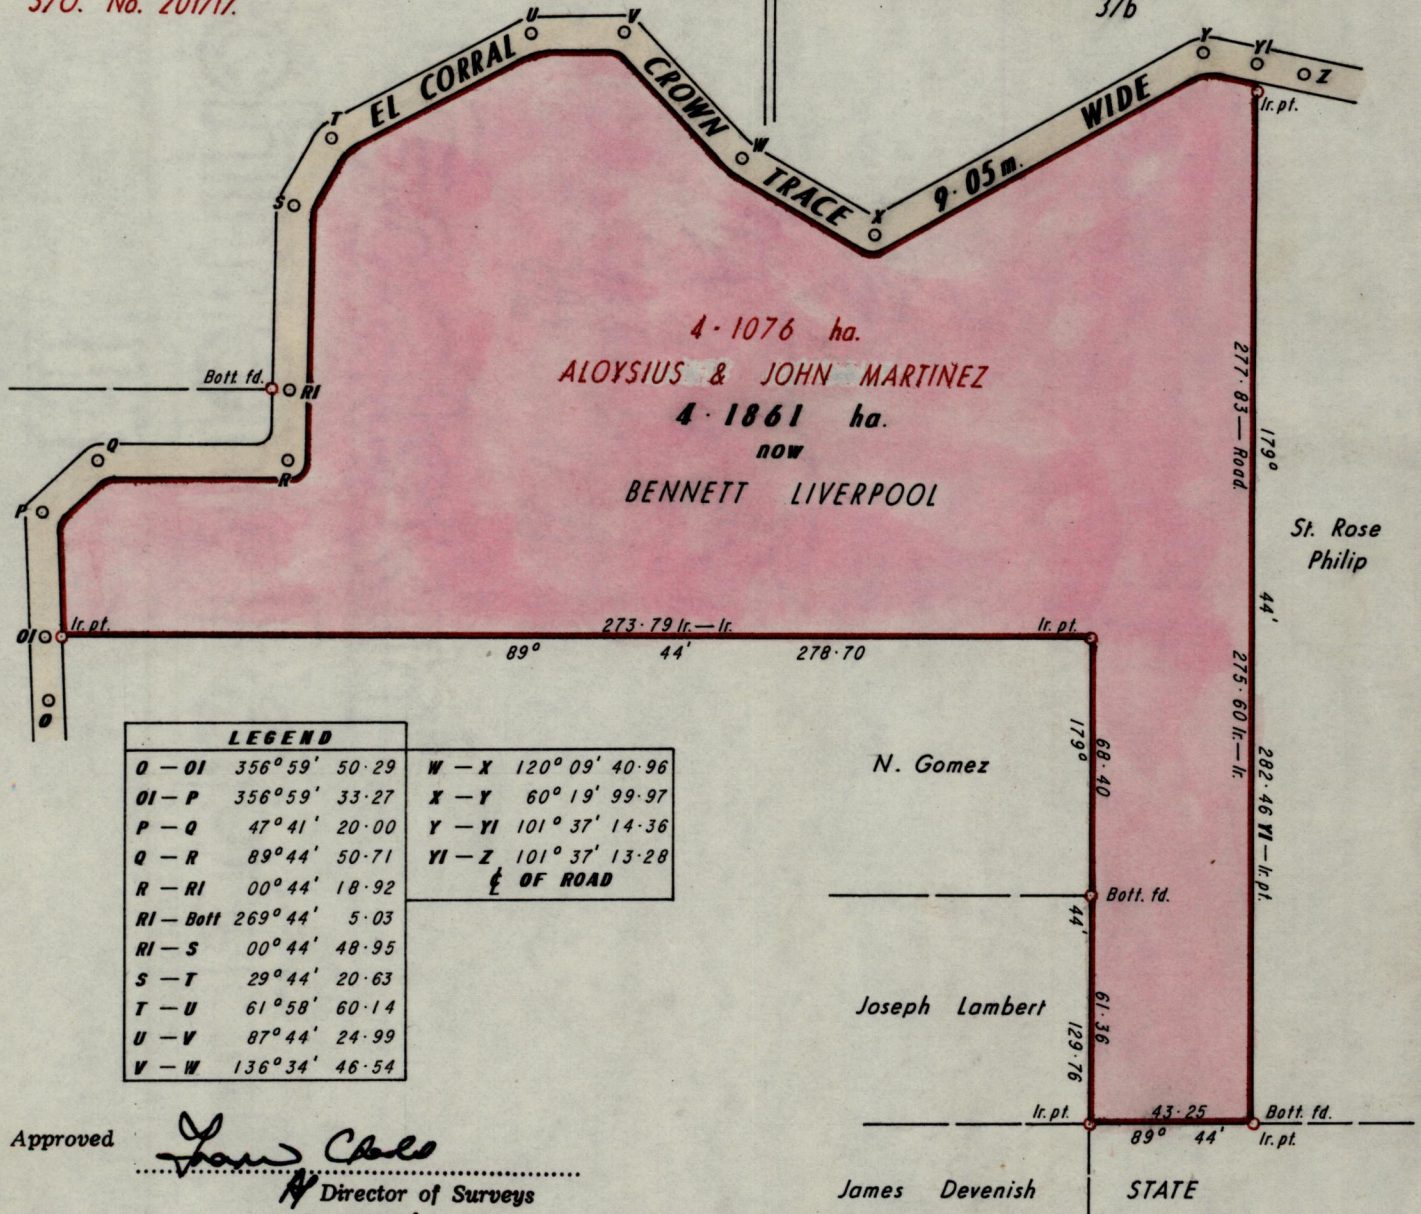 S/O. No. 201/17.
3/b
U
V
Y
YI
Z
T
EL CORRAL
CROWN
W
TRACE
X
9·05 m.
WIDE
Ir. pt.
S
4·1076 ha.
ALOYSIUS & JOHN MARTINEZ
4·1861 ha.
now
BENNETT LIVERPOOL
Bott. fd.
RI
Q
R
P
277·83 — Road.
179°
44'
St. Rose
Philip
OI
Ir. pt.
273·79 Ir. — Ir.
Ir. pt.
89° 44' 278·70
275·60 Ir — Ir.
282·46 YI — Ir. pt.
O
LEGEND
O — OI 356° 59' 50·29
OI — P 356° 59' 33·27
P — Q 47° 41' 20·00
Q — R 89° 44' 50·71
R — RI 00° 44' 18·92
RI — Bott 269° 44' 5·03
RI — S 00° 44' 48·95
S — T 29° 44' 20·63
T — U 61° 58' 60·14
U — V 87° 44' 24·99
V — W 136° 34' 46·54
W — X 120° 09' 40·96
X — Y 60° 19' 99·97
Y — YI 101° 37' 14·36
YI — Z 101° 37' 13·28
℄ OF ROAD
N. Gomez
179°
68·40
Bott. fd.
44'
Joseph Lambert
61·36
129·76
Ir. pt.
43·25
Bott. fd.
89° 44'
Ir. pt.
Approved
Director of Surveys
James Devenish
STATE